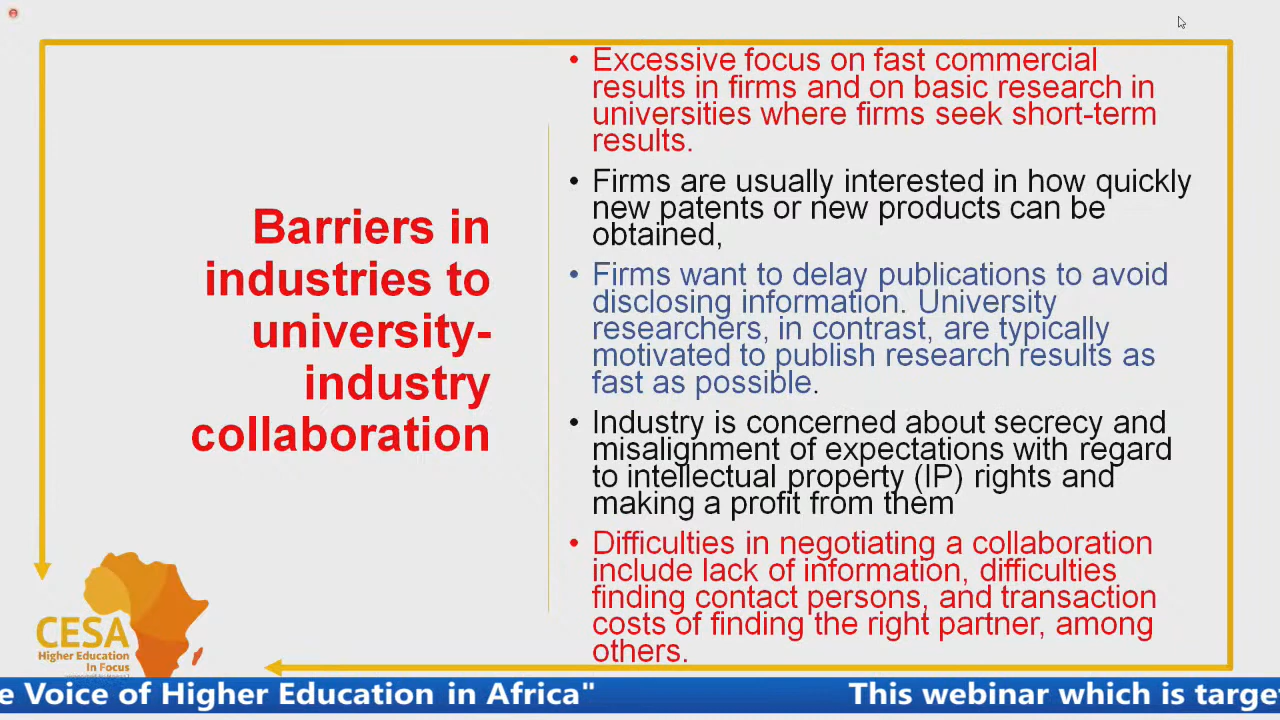 Barriers in
industries to
university-
industry
collaboration
• Excessive focus on fast commercial
results in firms and on basic research in
universities where firms seek short-term
results.
• Firms are usually interested in how quickly
new patents or new products can be
obtained,
• Firms want to delay publications to avoid
disclosing information. University
researchers, in contrast, are typically
motivated to publish research results as
fast as possible.
• Industry is concerned about secrecy and
misalignment of expectations with regard
to intellectual property (IP) rights and
making a profit from them
• Difficulties in negotiating a collaboration
include lack of information, difficulties
finding contact persons, and transaction
costs of finding the right partner, among
others.
CESA
Higher Education
In Focus
e Voice of Higher Education in Africa" This webinar which is targe